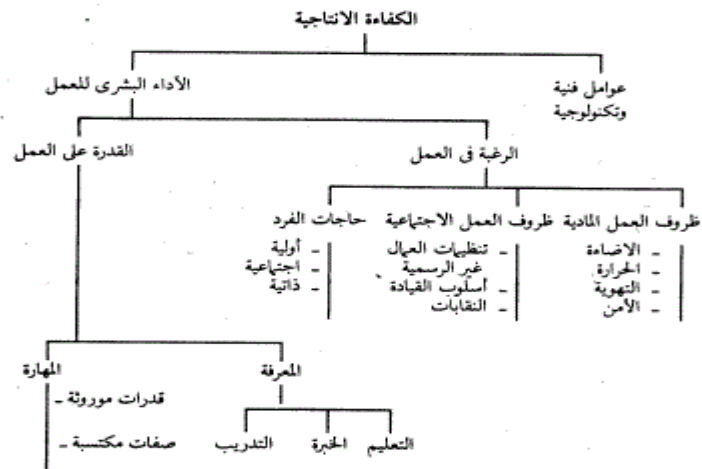 الكفاءة الانتاجية
عوامل فنية
وتكنولوجية
الأداء البشرى للعمل
الرغبة فى العمل
القدرة على العمل
ظروف العمل المادية
- الاضاءة
- الحرارة
- التهوية
- الأمن
ظروف العمل الاجتماعية
- تنظيمات العمال
غير الرسمية
- أسلوب القيادة
- النقابات
حاجات الفرد
- أولية
- اجتماعية
- ذاتية
المعرفة
المهارة
التعليم
الخبرة
التدريب
قدرات موروثة -
صفات مكتسبة -